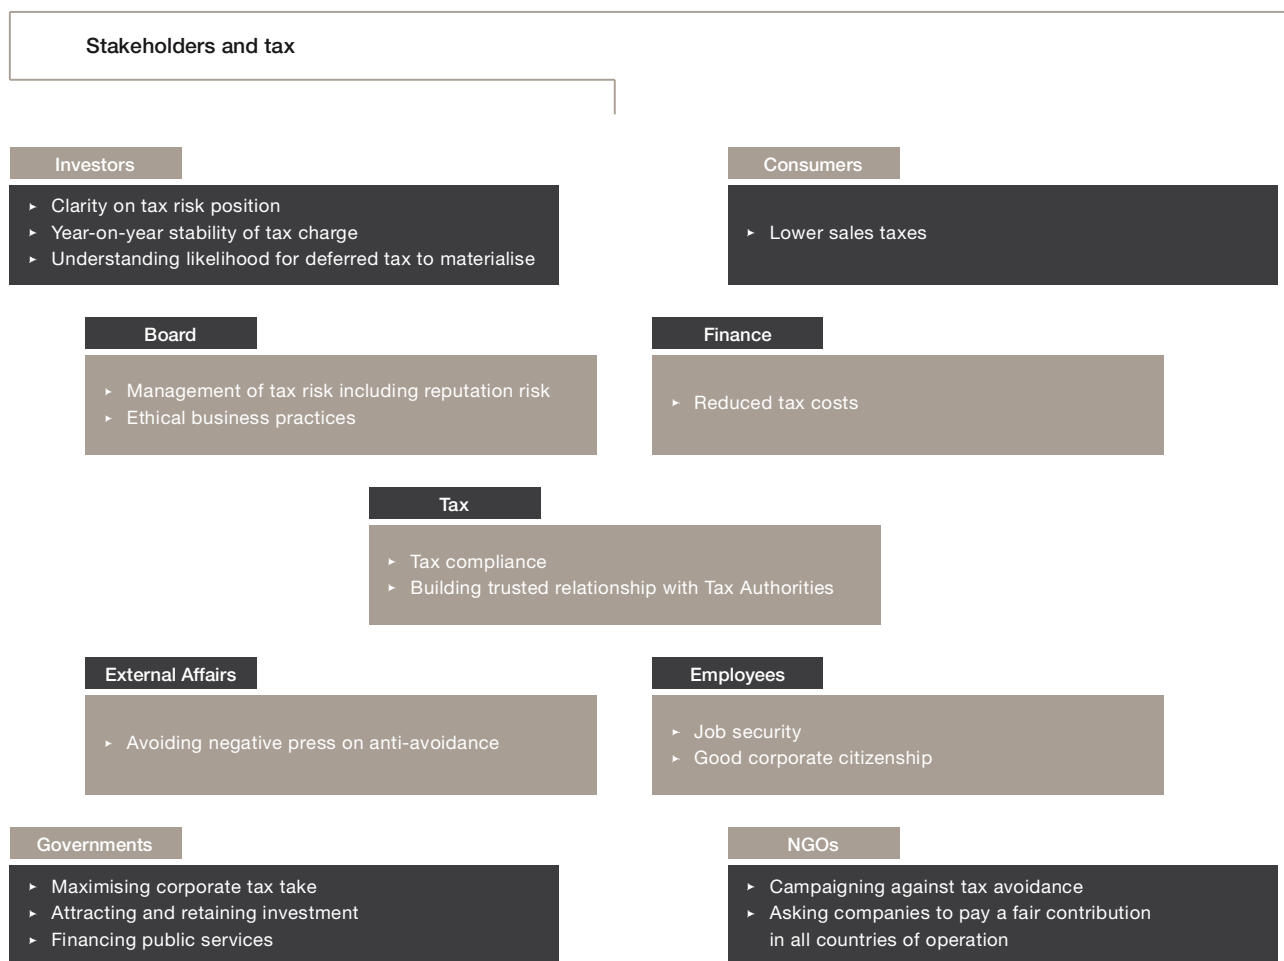 Stakeholders and tax
Investors
▸ Clarity on tax risk position
▸ Year-on-year stability of tax charge
▸ Understanding likelihood for deferred tax to materialise
Consumers
▸ Lower sales taxes
Board
▸ Management of tax risk including reputation risk
▸ Ethical business practices
Finance
▸ Reduced tax costs
Tax
▸ Tax compliance
▸ Building trusted relationship with Tax Authorities
External Affairs
▸ Avoiding negative press on anti-avoidance
Employees
▸ Job security
▸ Good corporate citizenship
Governments
▸ Maximising corporate tax take
▸ Attracting and retaining investment
▸ Financing public services
NGOs
▸ Campaigning against tax avoidance
▸ Asking companies to pay a fair contribution
in all countries of operation